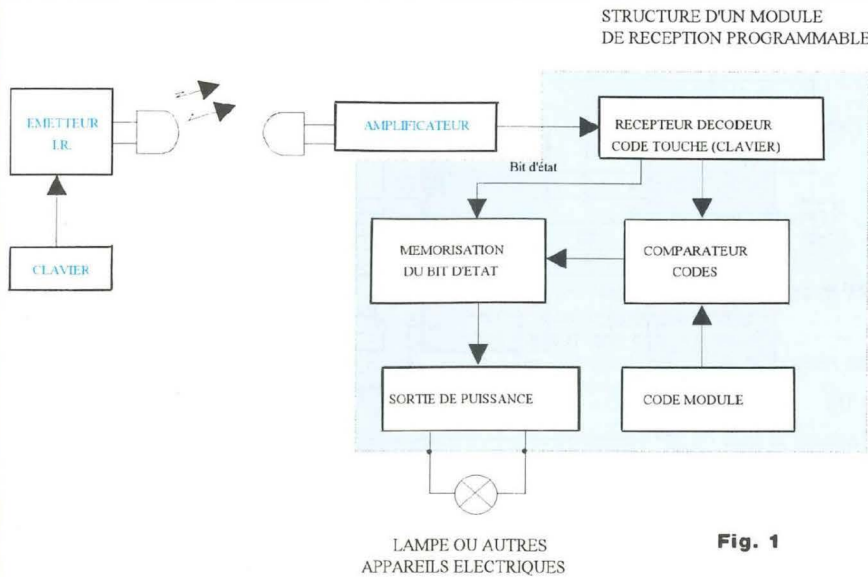 STRUCTURE D'UN MODULE
DE RECEPTION PROGRAMMABLE
EMETTEUR
I.R.
AMPLIFICATEUR
RECEPTEUR DECODEUR
CODE TOUCHE (CLAVIER)
Bit d'état
CLAVIER
MEMORISATION
DU BIT D'ETAT
COMPARATEUR
CODES
SORTIE DE PUISSANCE
CODE MODULE
LAMPE OU AUTRES
APPAREILS ELECTRIQUES
Fig. 1